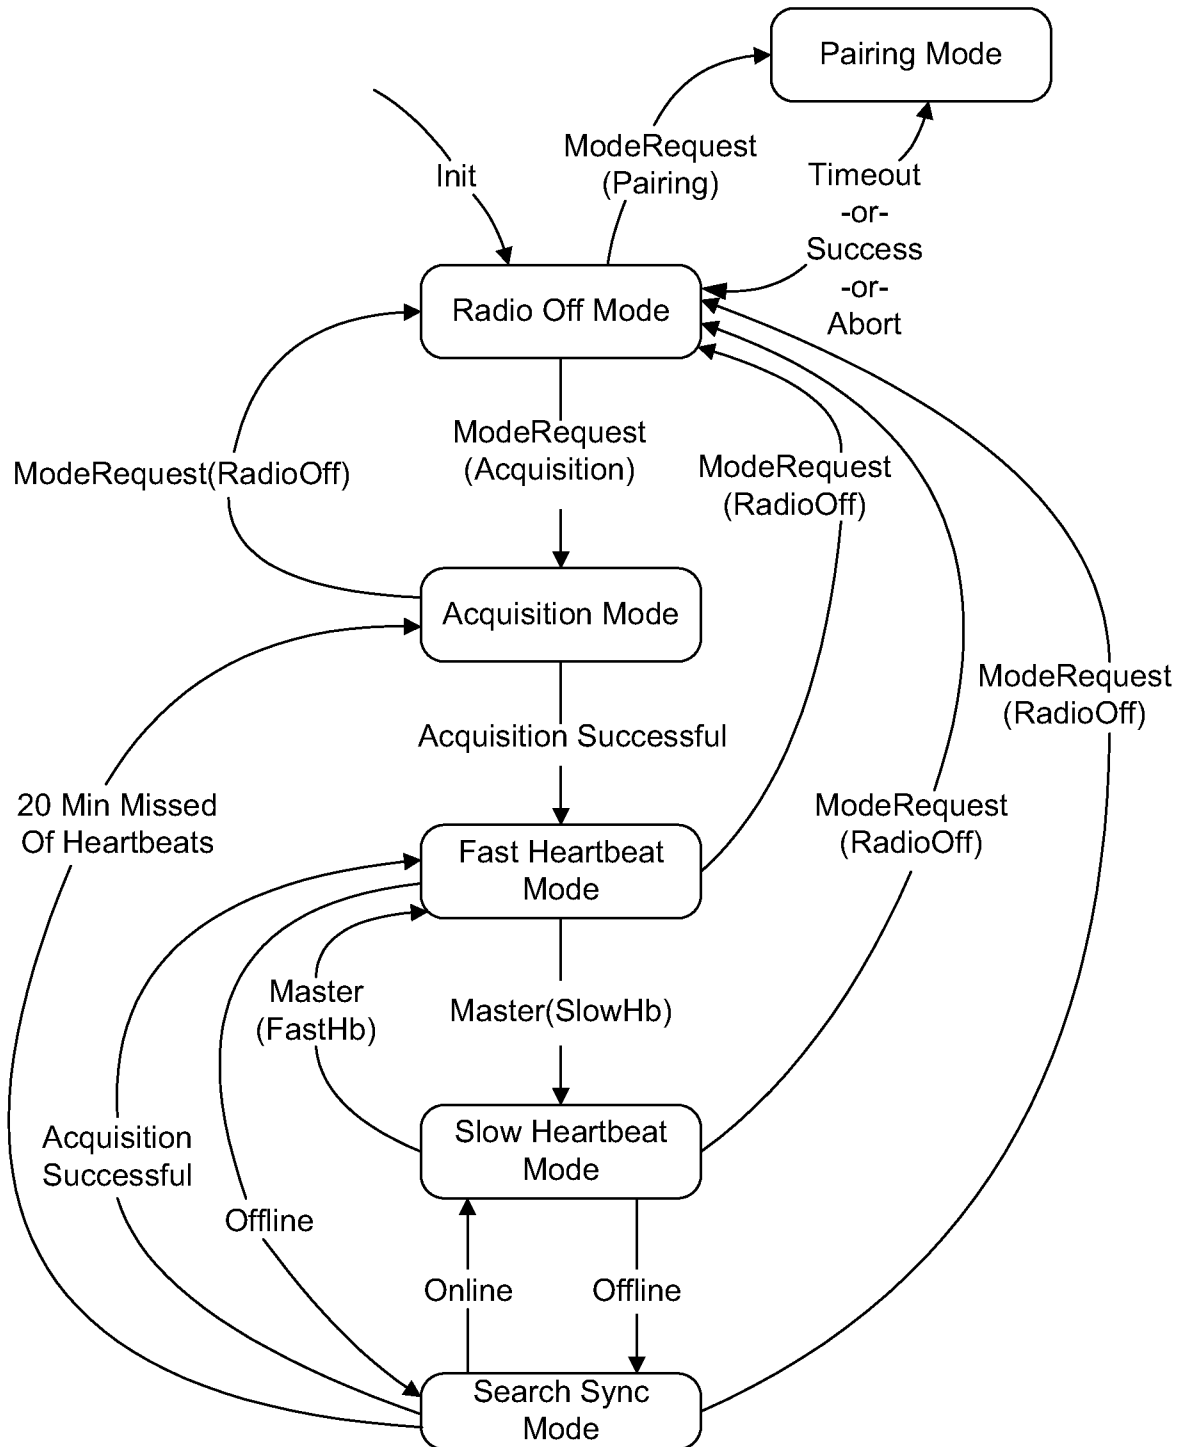 Pairing Mode
ModeRequest
(Pairing)
Init
Timeout
-or-
Success
-or-
Abort
Radio Off Mode
ModeRequest
(Acquisition)
ModeRequest(RadioOff)
ModeRequest
(RadioOff)
Acquisition Mode
ModeRequest
(RadioOff)
Acquisition Successful
20 Min Missed
Of Heartbeats
ModeRequest
(RadioOff)
Fast Heartbeat
Mode
Master
(FastHb)
Master(SlowHb)
Acquisition
Successful
Slow Heartbeat
Mode
Offline
Online
Offline
Search Sync
Mode